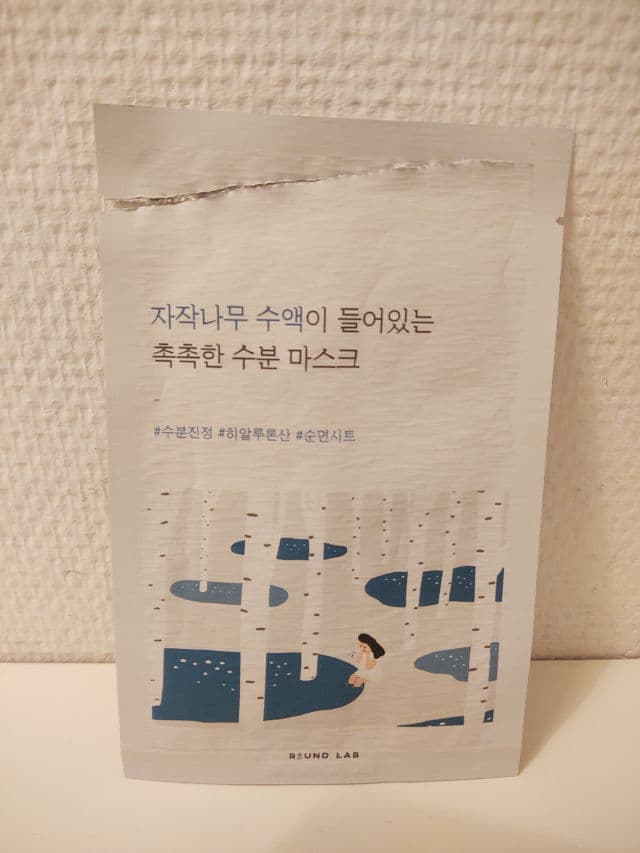 자작나무 수액이 들어있는
촉촉한 수분 마스크
#수분진정 #히알루론산 #순면시트
ROUND LAB